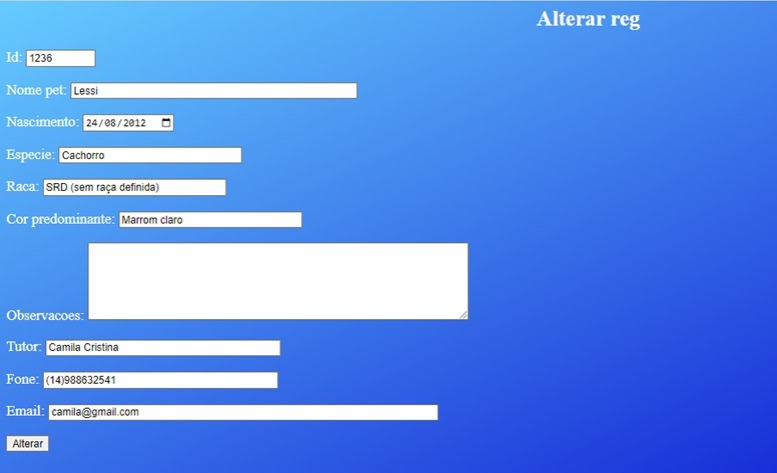 Alterar reg
Id: 1236
Nome pet: Lessi
Nascimento: 24/08/2012
Especie: Cachorro
Raca: SRD (sem raça definida)
Cor predominante: Marrom claro
Observacoes:
Tutor: Camila Cristina
Fone: (14)988632541
Email: camila@gmail.com
Alterar